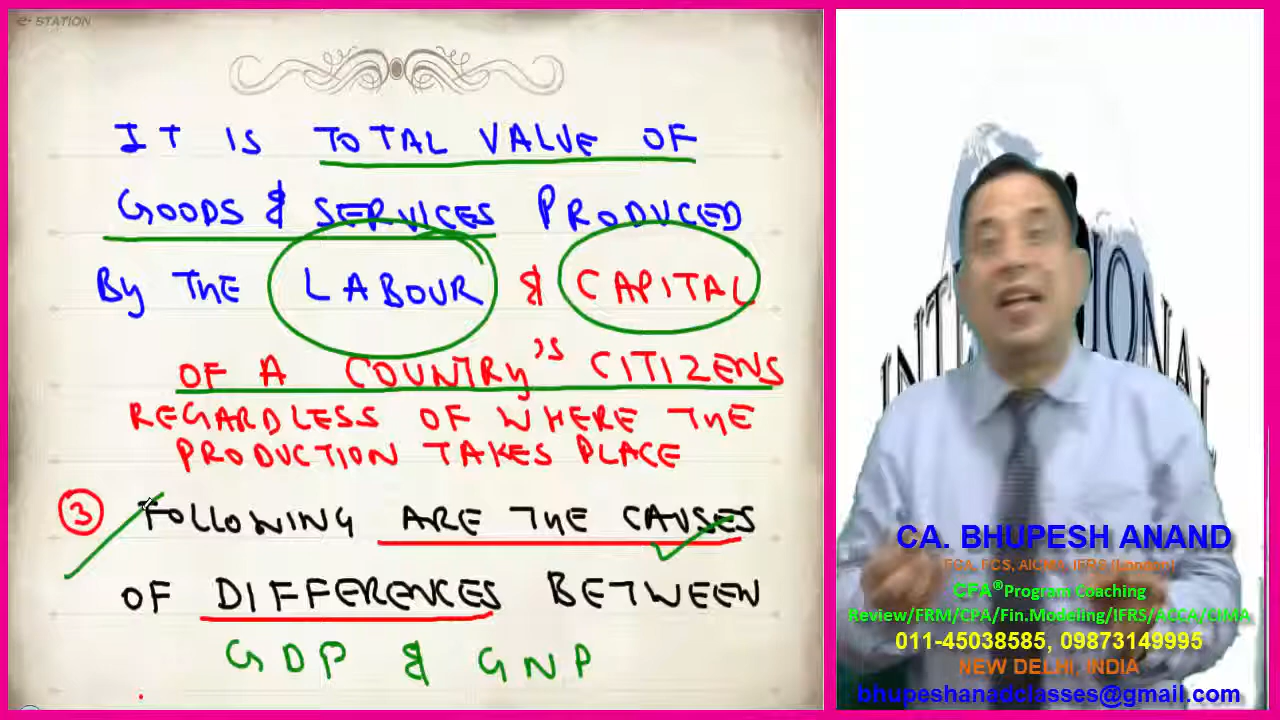 e-STATION
IT IS TOTAL VALUE OF
GOODS & SERVICES PRODUCED
BY THE LABOUR & CAPITAL
OF A COUNTRY'S CITIZENS
REGARDLESS OF WHERE THE
PRODUCTION TAKES PLACE
3 FOLLOWING ARE THE CAUSES
OF DIFFERENCES BETWEEN
GDP & GNP
INTE
IONAL
CA. BHUPESH ANAND
FCA, FCS, AICMA, IFRS (London)
CPA®Program Coaching
Review/FRM/CPA/Fin.Modeling/IFRS/ACCA/CIMA
011-45038585, 09873149995
NEW DELHI, INDIA
bhupeshanadclasses@gmail.com